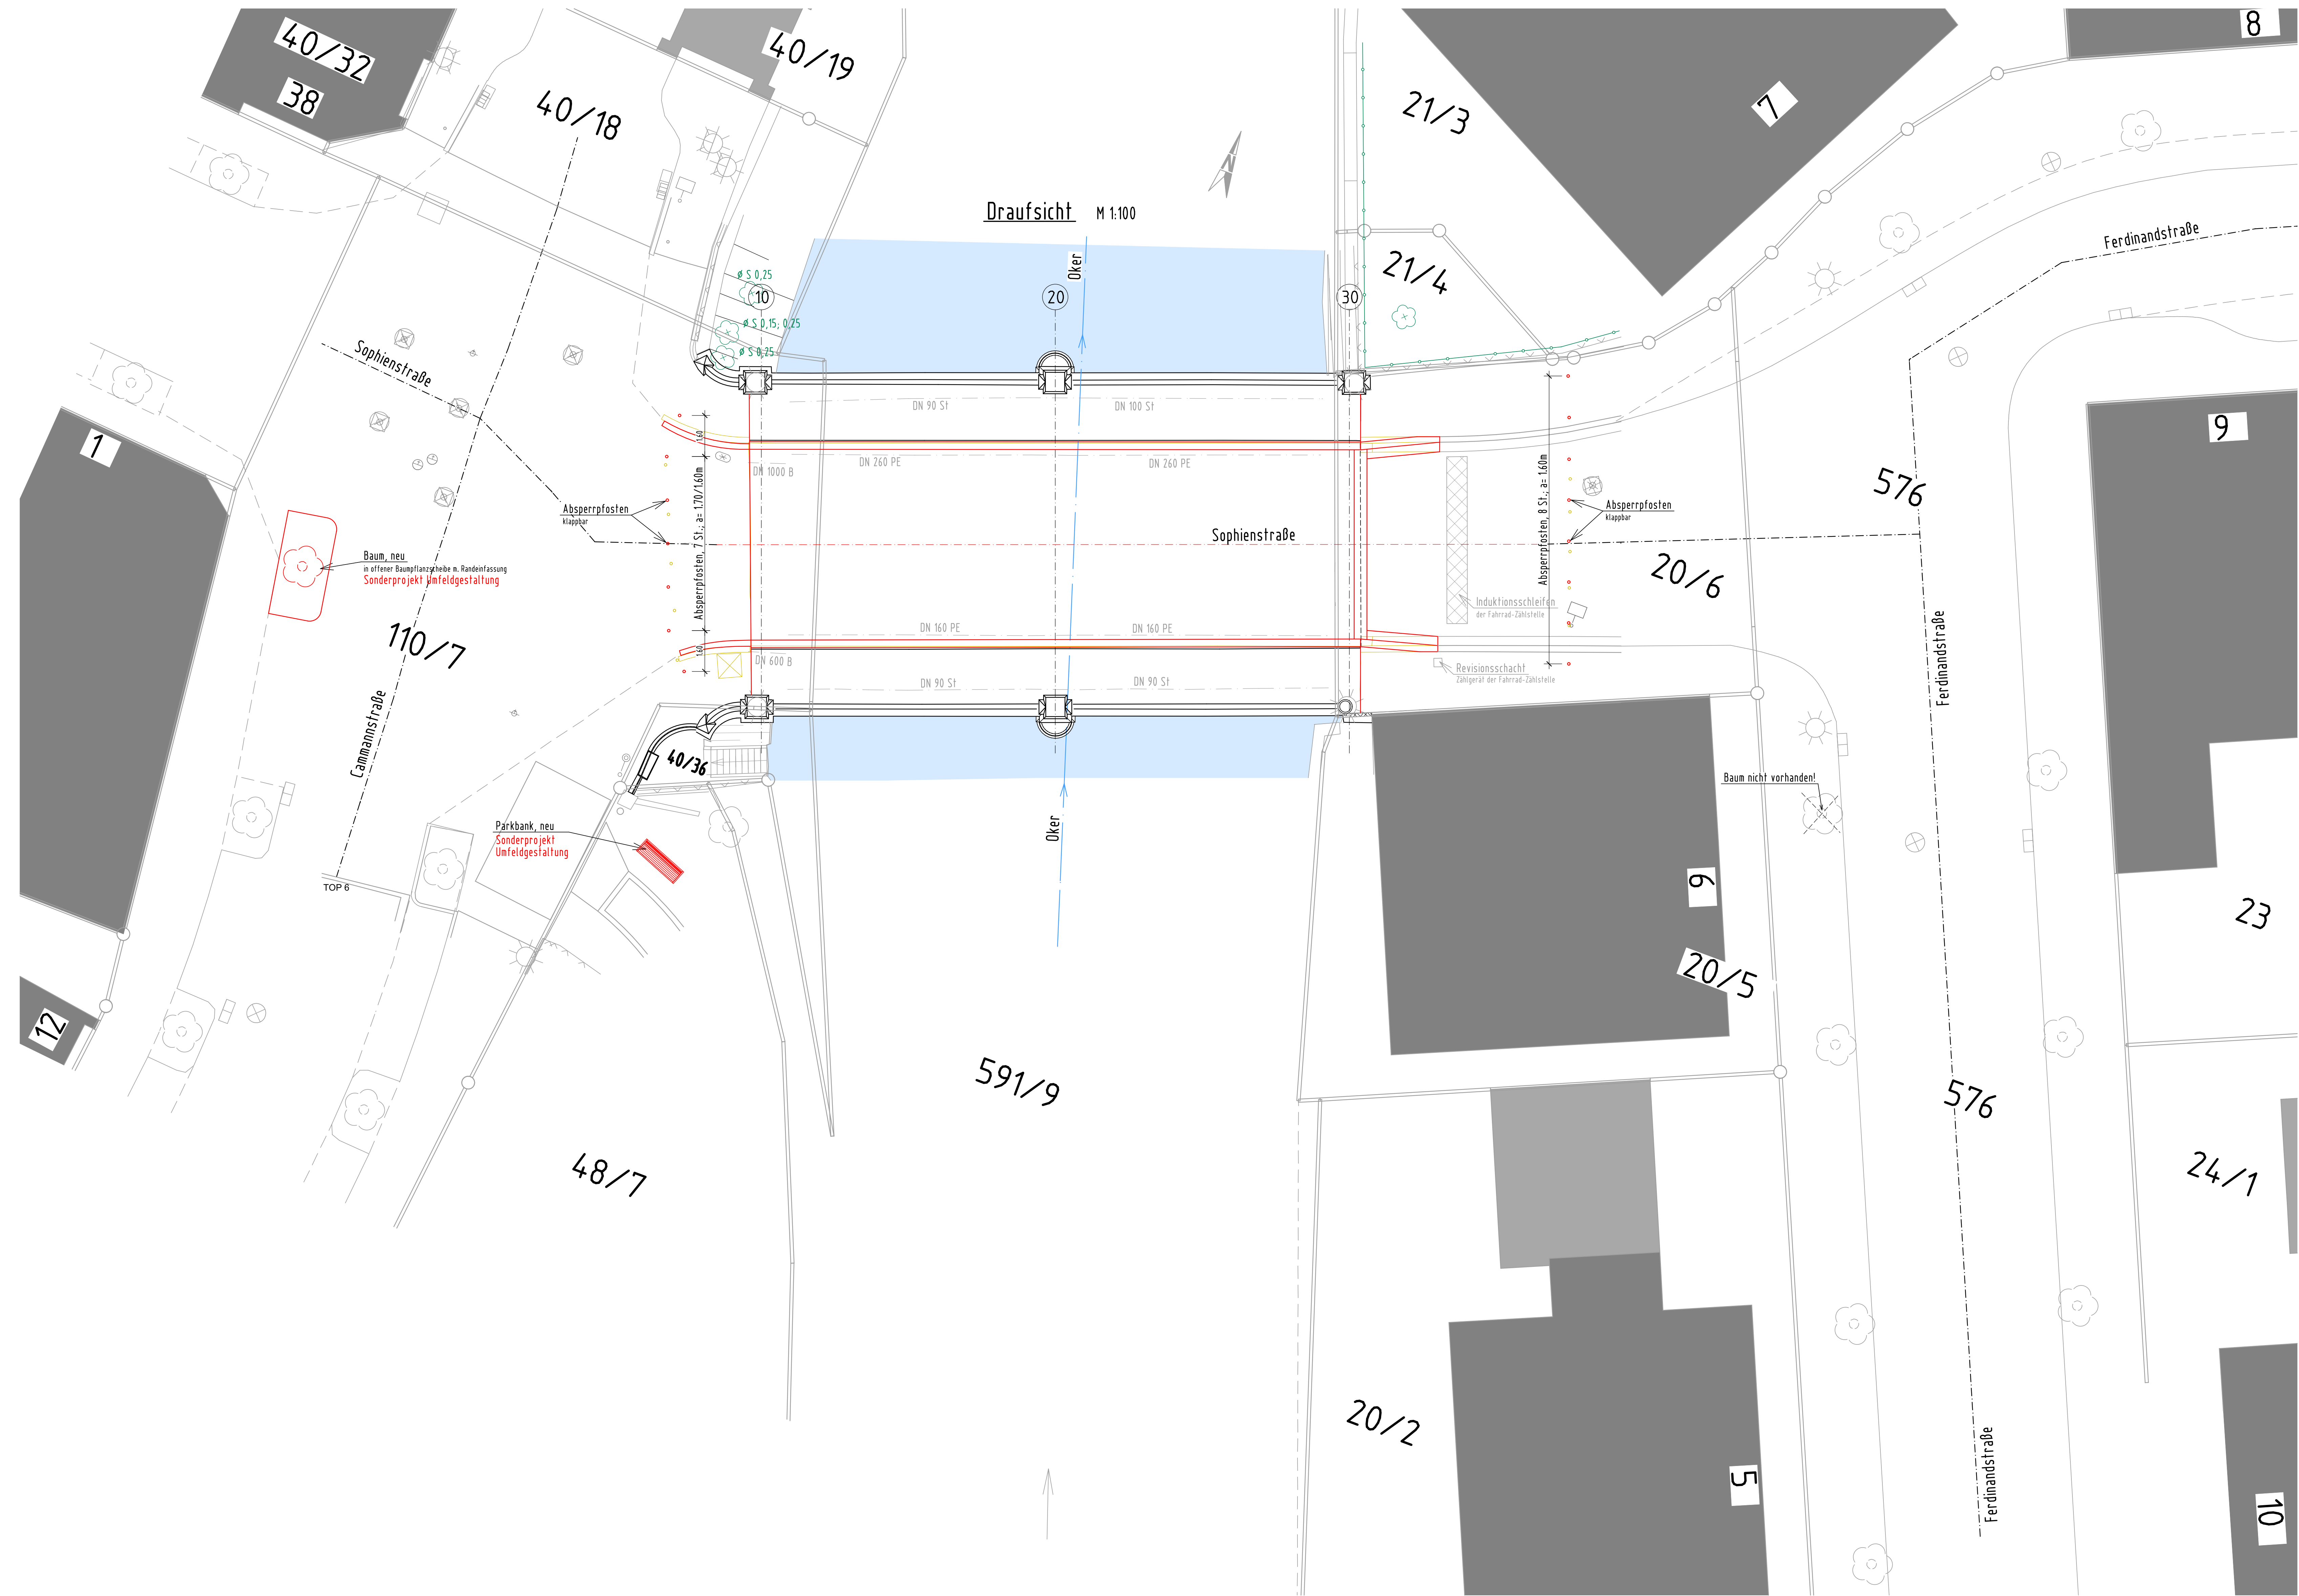 8
40/32
38
40/19
40/18
21/3
7
N
Draufsicht M 1:100
Ferdinandstraße
Oker
21/4
ø S 0,25
10
20
30
ø S 0,15; 0,25
ø S 0,25
Sophienstraße
DN 90 St
DN 100 St
9
1
1.60
DN 260 PE
DN 260 PE
DN 1000 B
576
Absperrpfosten
klappbar
Absperrpfosten, 7 St.; a= 1.70/1.60m
Sophienstraße
Absperrpfosten, 8 St.; a= 1.60m
Absperrpfosten
klappbar
Baum, neu
in offener Baumpflanzscheibe m. Randeinfassung
Sonderprojekt Umfeldgestaltung
20/6
Induktionsschleifen
der Fahrrad-Zählstelle
110/7
DN 160 PE
DN 160 PE
Ferdinandstraße
1.60
DN 600 B
Revisionsschacht
Zählgerät der Fahrrad-Zählstelle
DN 90 St
DN 90 St
Cammannstraße
40/36
Baum nicht vorhanden!
Parkbank, neu
Sonderprojekt
Umfeldgestaltung
Oker
TOP 6
6
23
20/5
12
591/9
576
48/7
24/1
20/2
5
Ferdinandstraße
10